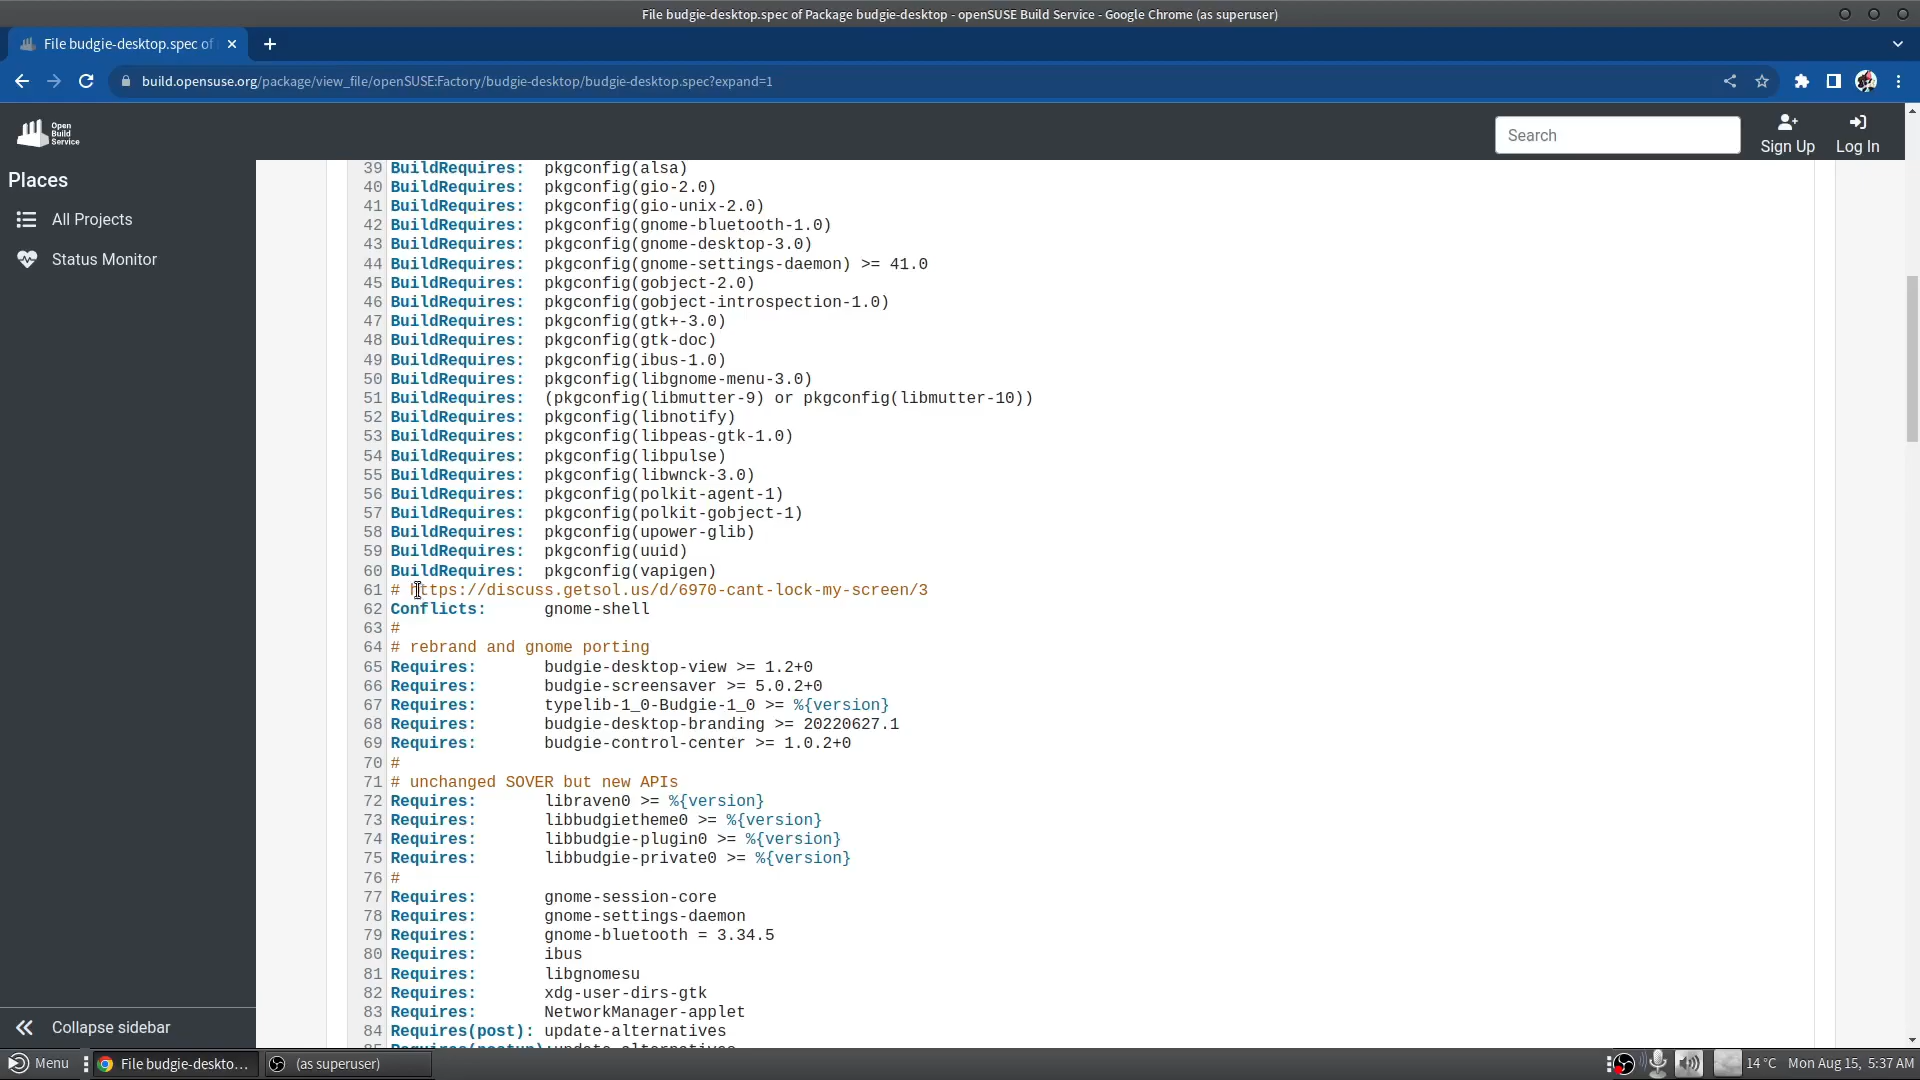 File budgie-desktop.spec of Package budgie-desktop - openSUSE Build Service - Google Chrome (as superuser)
File budgie-desktop.spec of
build.opensuse.org/package/view_file/openSUSE:Factory/budgie-desktop/budgie-desktop.spec?expand=1
Open
Build
Service
Search
Sign Up
Log In
Places
All Projects
Status Monitor
39 BuildRequires: pkgconfig(alsa)
40 BuildRequires: pkgconfig(gio-2.0)
41 BuildRequires: pkgconfig(gio-unix-2.0)
42 BuildRequires: pkgconfig(gnome-bluetooth-1.0)
43 BuildRequires: pkgconfig(gnome-desktop-3.0)
44 BuildRequires: pkgconfig(gnome-settings-daemon) >= 41.0
45 BuildRequires: pkgconfig(gobject-2.0)
46 BuildRequires: pkgconfig(gobject-introspection-1.0)
47 BuildRequires: pkgconfig(gtk+-3.0)
48 BuildRequires: pkgconfig(gtk-doc)
49 BuildRequires: pkgconfig(ibus-1.0)
50 BuildRequires: pkgconfig(libgnome-menu-3.0)
51 BuildRequires: (pkgconfig(libmutter-9) or pkgconfig(libmutter-10))
52 BuildRequires: pkgconfig(libnotify)
53 BuildRequires: pkgconfig(libpeas-gtk-1.0)
54 BuildRequires: pkgconfig(libpulse)
55 BuildRequires: pkgconfig(libwnck-3.0)
56 BuildRequires: pkgconfig(polkit-agent-1)
57 BuildRequires: pkgconfig(polkit-gobject-1)
58 BuildRequires: pkgconfig(upower-glib)
59 BuildRequires: pkgconfig(uuid)
60 BuildRequires: pkgconfig(vapigen)
61 # https://discuss.getsol.us/d/6970-cant-lock-my-screen/3
62 Conflicts: gnome-shell
63 #
64 # rebrand and gnome porting
65 Requires: budgie-desktop-view >= 1.2+0
66 Requires: budgie-screensaver >= 5.0.2+0
67 Requires: typelib-1_0-Budgie-1_0 >= %{version}
68 Requires: budgie-desktop-branding >= 20220627.1
69 Requires: budgie-control-center >= 1.0.2+0
70 #
71 # unchanged SOVER but new APIs
72 Requires: libraven0 >= %{version}
73 Requires: libbudgietheme0 >= %{version}
74 Requires: libbudgie-plugin0 >= %{version}
75 Requires: libbudgie-private0 >= %{version}
76 #
77 Requires: gnome-session-core
78 Requires: gnome-settings-daemon
79 Requires: gnome-bluetooth = 3.34.5
80 Requires: ibus
81 Requires: libgnomesu
82 Requires: xdg-user-dirs-gtk
83 Requires: NetworkManager-applet
84 Requires(post): update-alternatives
Collapse sidebar
Menu
File budgie-deskto...
(as superuser)
14 °C
Mon Aug 15, 5:37 AM